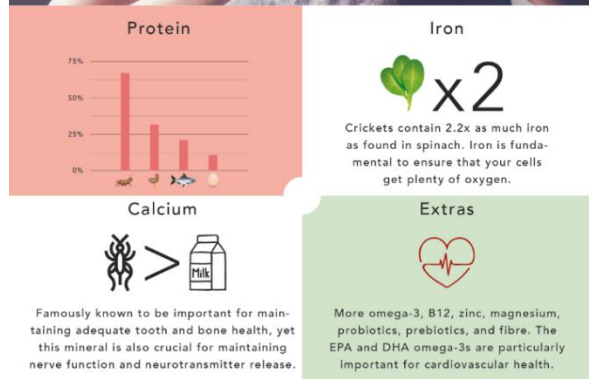 Protein
75%
50%
25%
0%
Iron
x2
Crickets contain 2.2x as much iron
as found in spinach. Iron is funda-
mental to ensure that your cells
get plenty of oxygen.
Calcium
>
Milk
Famously known to be important for main-
taining adequate tooth and bone health, yet
this mineral is also crucial for maintaining
nerve function and neurotransmitter release.
Extras
More omega-3, B12, zinc, magnesium,
probiotics, prebiotics, and fibre. The
EPA and DHA omega-3s are particularly
important for cardiovascular health.